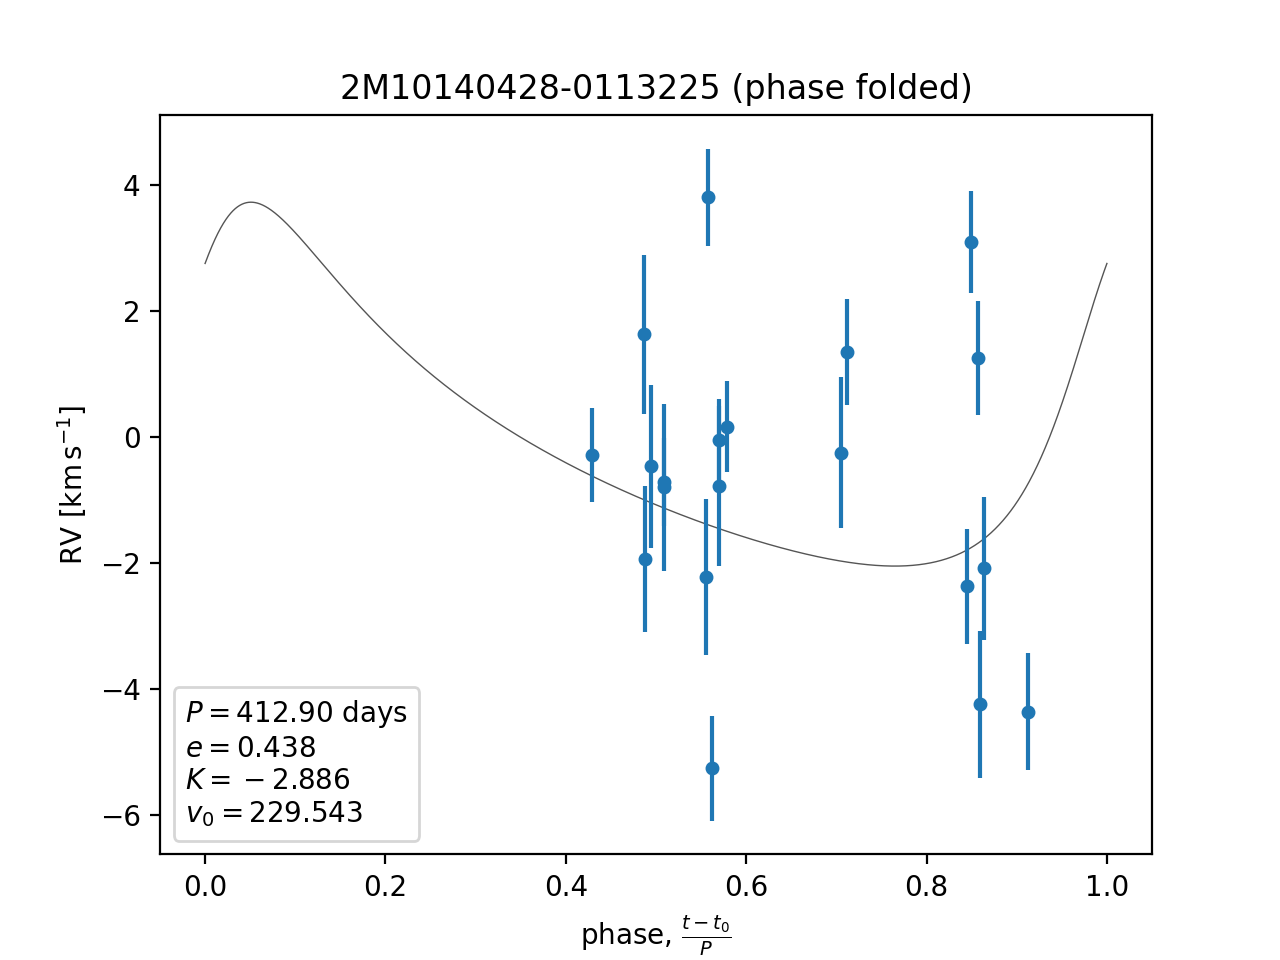 2M10140428-0113225 (phase folded)
RV [km s⁻¹]
4
2
0
−2
−4
−6
P = 412.90 days
e = 0.438
K = −2.886
v₀ = 229.543
0.0 0.2 0.4 0.6 0.8 1.0
phase, (t − t₀)/P